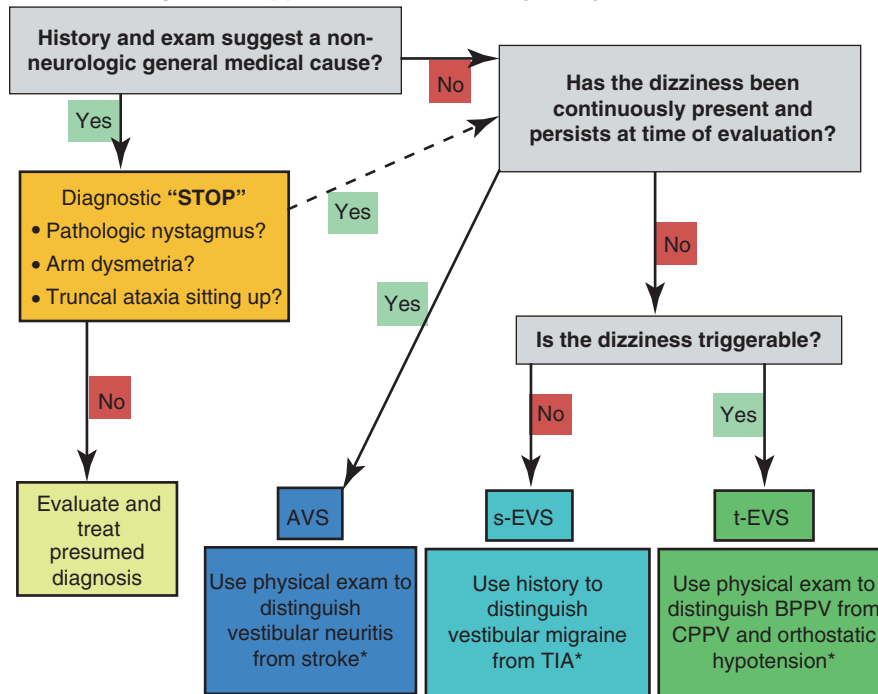 History and exam suggest a non-
neurologic general medical cause?
No
Yes
Has the dizziness been
continuously present and
persists at time of evaluation?
Diagnostic “STOP”
• Pathologic nystagmus?
• Arm dysmetria?
• Truncal ataxia sitting up?
Yes
No
Yes
No
Is the dizziness triggerable?
No
Yes
Evaluate and
treat
presumed
diagnosis
AVS
Use physical exam to
distinguish
vestibular neuritis
from stroke*
s-EVS
Use history to
distinguish
vestibular migraine
from TIA*
t-EVS
Use physical exam to
distinguish BPPV from
CPPV and orthostatic
hypotension*